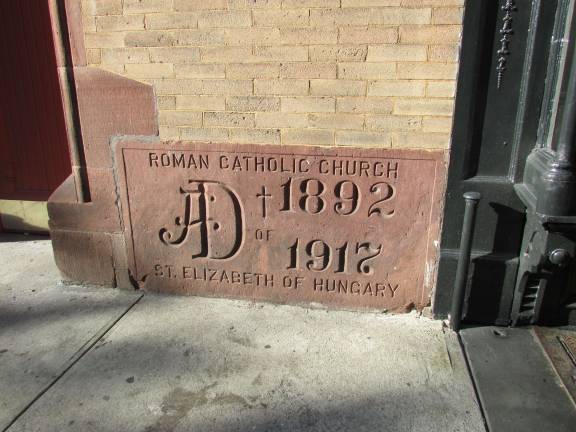 ROMAN CATHOLIC CHURCH
AD † 1892
OF
1917
ST. ELIZABETH OF HUNGARY